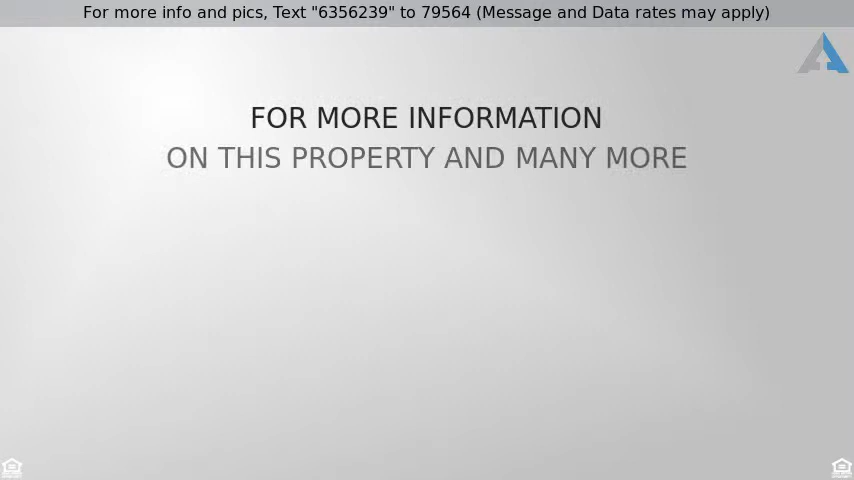 For more info and pics, Text "6356239" to 79564 (Message and Data rates may apply)
FOR MORE INFORMATION
ON THIS PROPERTY AND MANY MORE